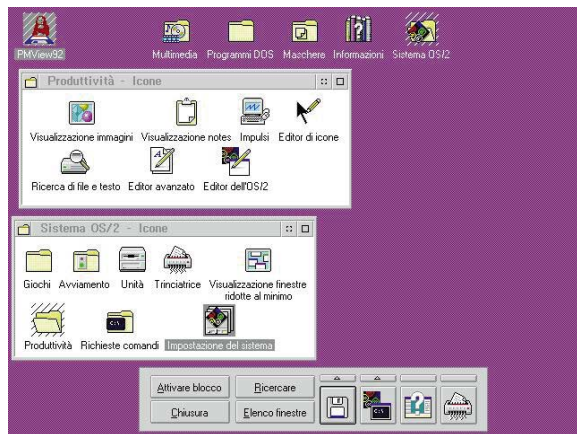 PMView92 Multimedia Programmi DOS Maschere Informazioni Sistema OS/2
Produttività - Icone
Visualizzazione immagini Visualizzazione notes Impulsi Editor di icone
Ricerca di file e testo Editor avanzato Editor dell'OS/2
Sistema OS/2 - Icone
Giochi Avviamento Unità Trinciatrice Visualizzazione finestre
ridotte al minimo
Produttività Richieste comandi Impostazione del sistema
Attivare blocco Ricercare
Chiusura Elenco finestre